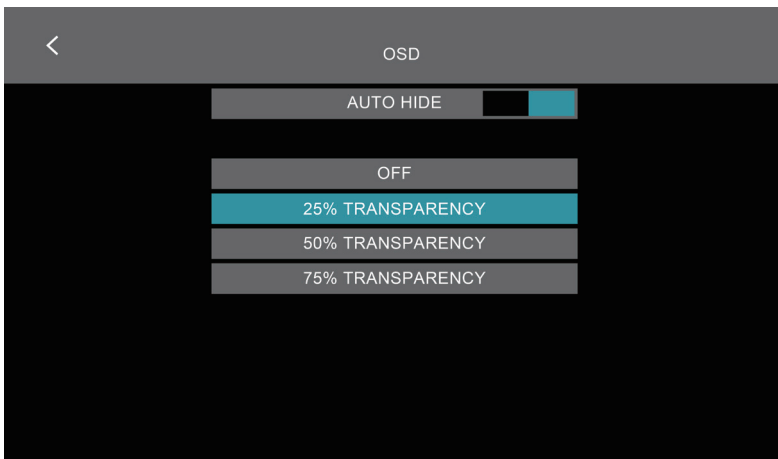 OSD
AUTO HIDE
OFF
25% TRANSPARENCY
50% TRANSPARENCY
75% TRANSPARENCY